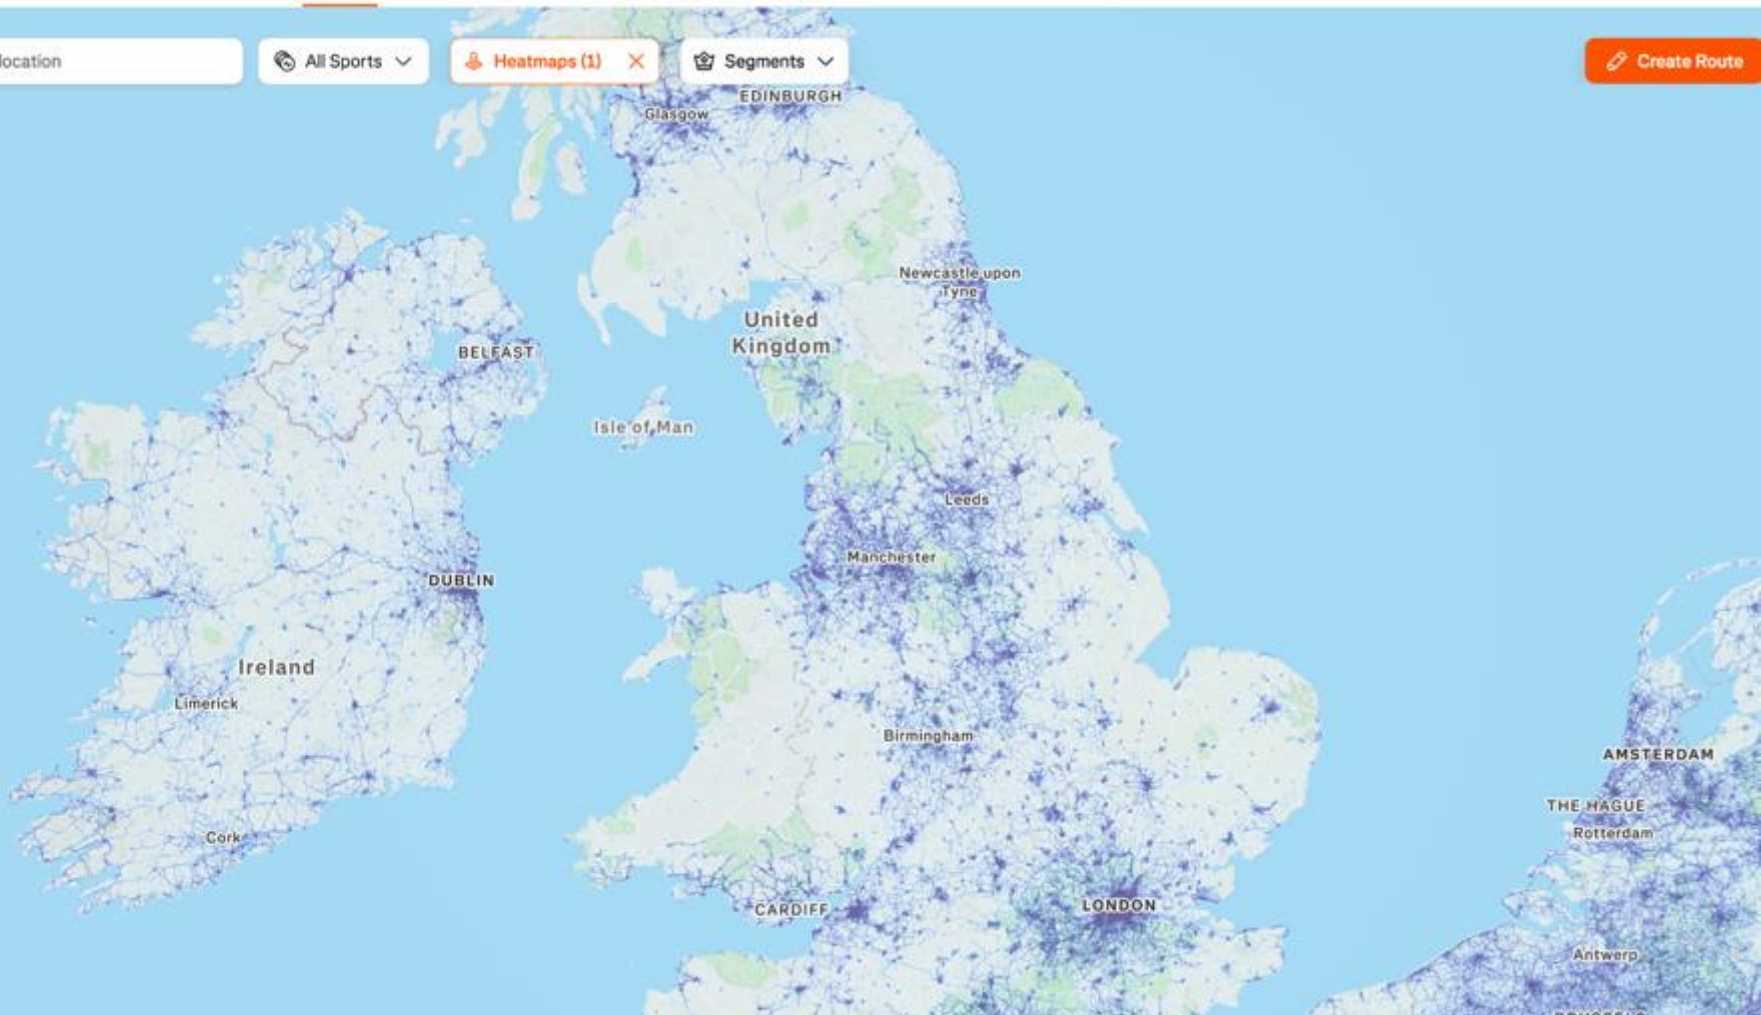 location
All Sports
Heatmaps (1)
Segments
Create Route
EDINBURGH
Glasgow
Newcastle upon
Tyne
United
Kingdom
BELFAST
Isle of Man
Leeds
Manchester
DUBLIN
Ireland
Limerick
Birmingham
AMSTERDAM
THE HAGUE
Rotterdam
Cork
LONDON
CARDIFF
Antwerp
BRUSSELS